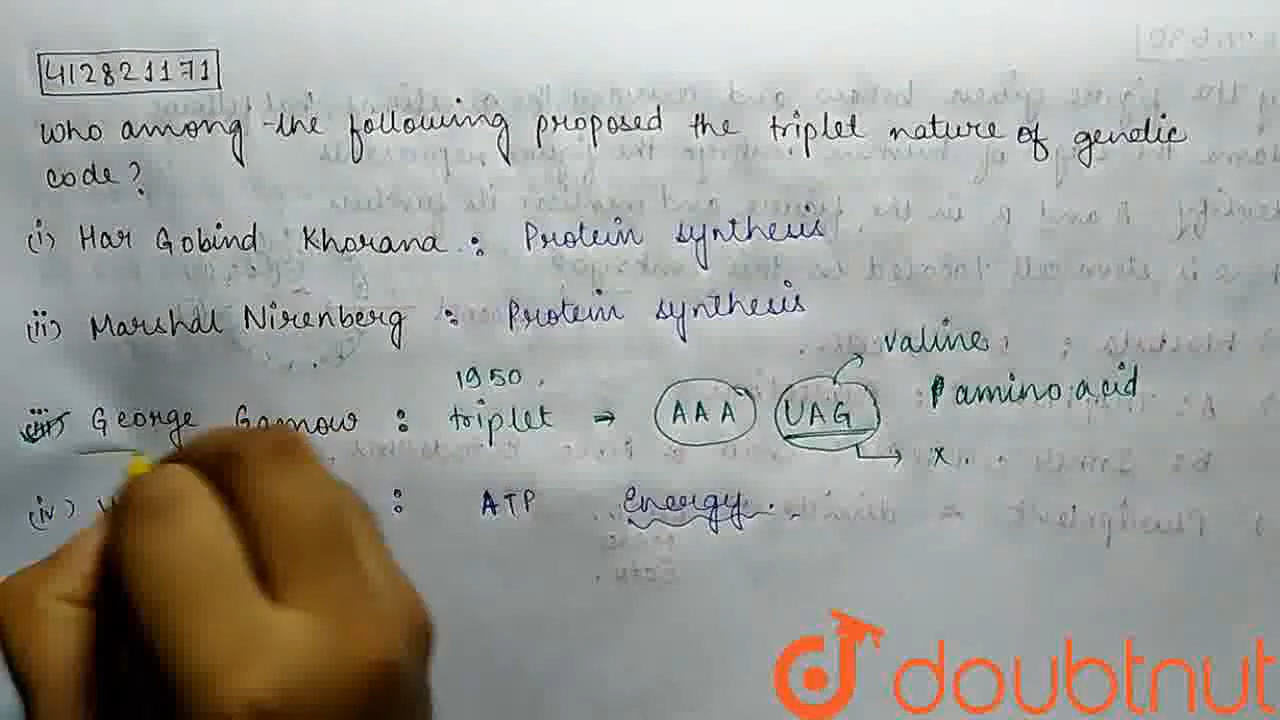 412821171
Who among the following proposed the triplet nature of genetic
code?
(i) Har Gobind Khorana : Protein synthesis
(ii) Marshal Nirenberg : Protein synthesis
valine
1950.
(iii) George Gamow : triplet ⇒ AAA UAG amino acid
x
(iv) : ATP Energy
doubtnut